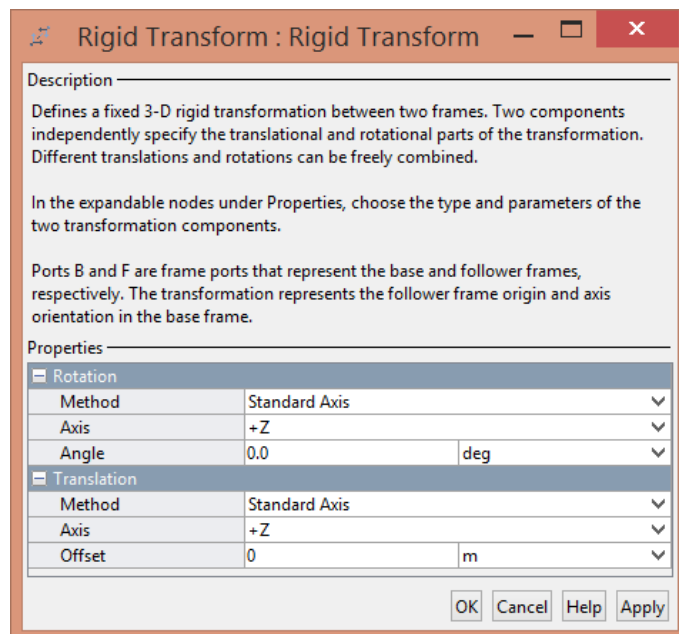 Rigid Transform : Rigid Transform
Description
Defines a fixed 3-D rigid transformation between two frames. Two components
independently specify the translational and rotational parts of the transformation.
Different translations and rotations can be freely combined.
In the expandable nodes under Properties, choose the type and parameters of the
two transformation components.
Ports B and F are frame ports that represent the base and follower frames,
respectively. The transformation represents the follower frame origin and axis
orientation in the base frame.
Properties
Rotation
Method Standard Axis
Axis +Z
Angle 0.0 deg
Translation
Method Standard Axis
Axis +Z
Offset 0 m
OK Cancel Help Apply